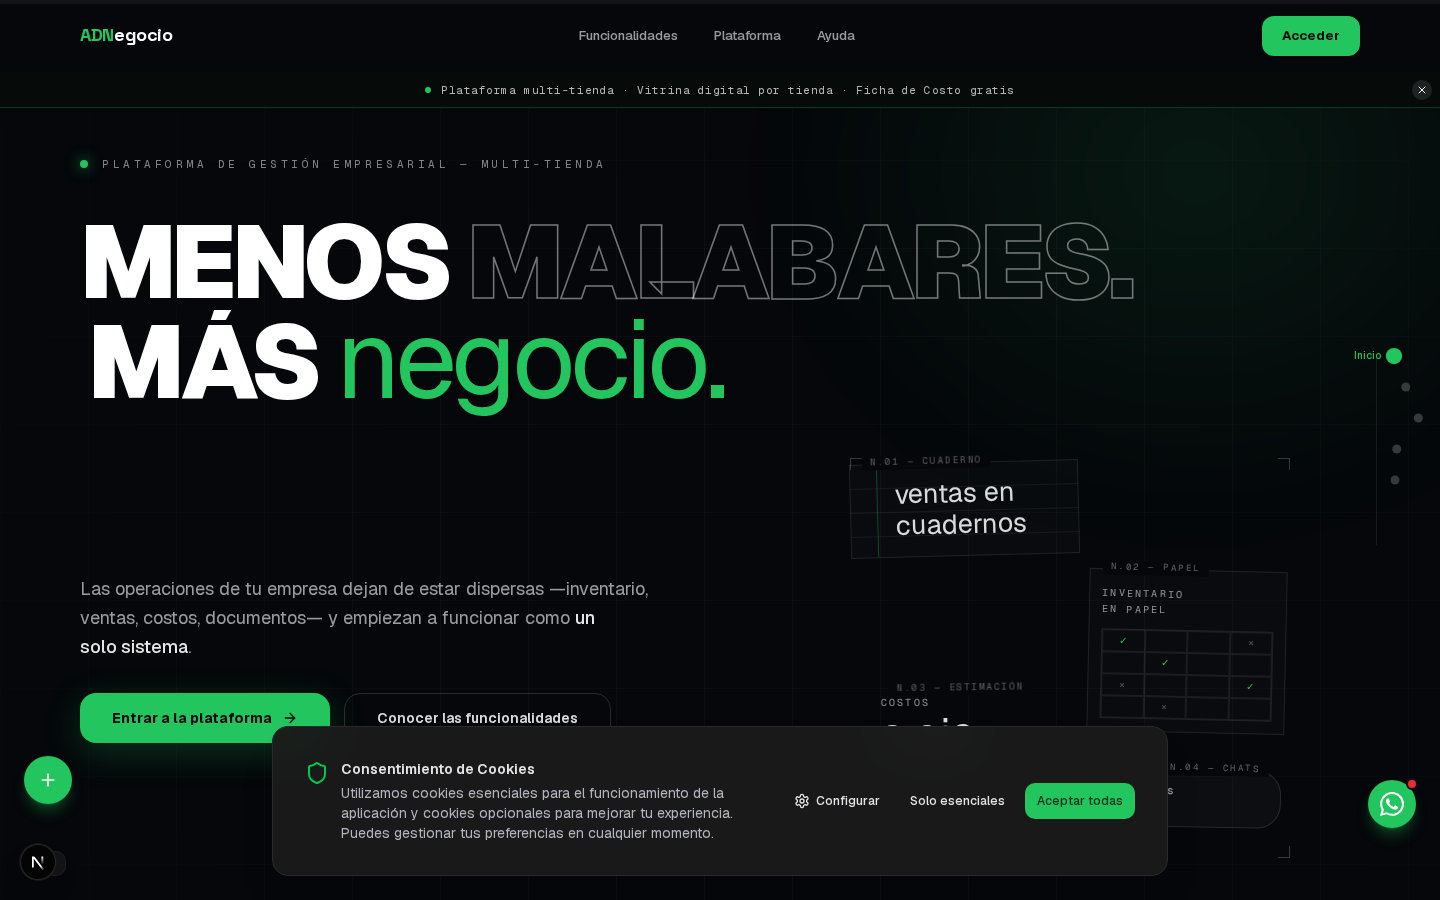 ADNegocio
Funcionalidades
Plataforma
Ayuda
Acceder
Plataforma multi-tienda · Vitrina digital por tienda · Ficha de Costo gratis
PLATAFORMA DE GESTIÓN EMPRESARIAL — MULTI-TIENDA
MENOS MALABARES.
MÁS negocio.
Inicio
N.01 — CUADERNO
ventas en
cuadernos
N.02 — PAPEL
INVENTARIO
EN PAPEL
Las operaciones de tu empresa dejan de estar dispersas —inventario,
ventas, costos, documentos— y empiezan a funcionar como un
solo sistema.
N.03 — ESTIMACIÓN
COSTOS
Entrar a la plataforma →
Conocer las funcionalidades
N.04 — CHATS
Consentimiento de Cookies
Utilizamos cookies esenciales para el funcionamiento de la
aplicación y cookies opcionales para mejorar tu experiencia.
Puedes gestionar tus preferencias en cualquier momento.
Configurar
Solo esenciales
Aceptar todas
N